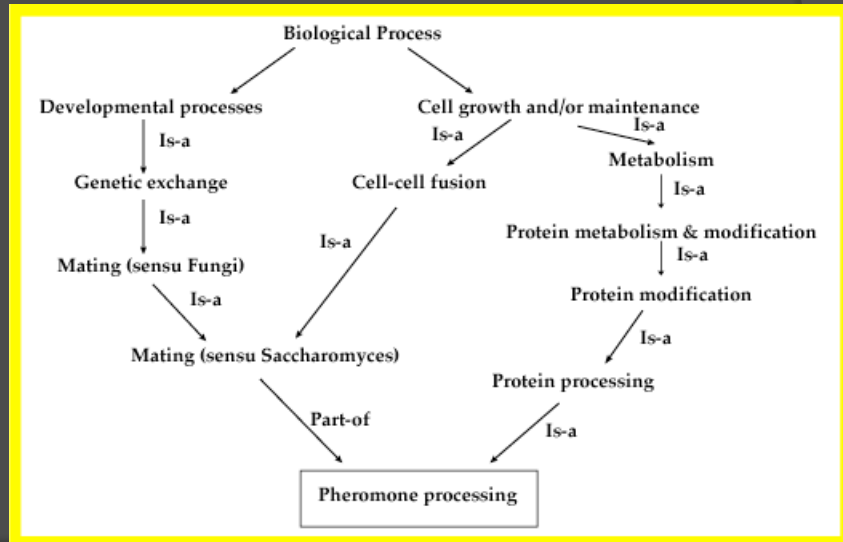 Biological Process
Developmental processes
Cell growth and/or maintenance
Is-a
Is-a
Is-a
Metabolism
Genetic exchange
Cell-cell fusion
Is-a
Is-a
Protein metabolism & modification
Is-a
Is-a
Mating (sensu Fungi)
Protein modification
Is-a
Is-a
Mating (sensu Saccharomyces)
Protein processing
Part-of
Is-a
Pheromone processing